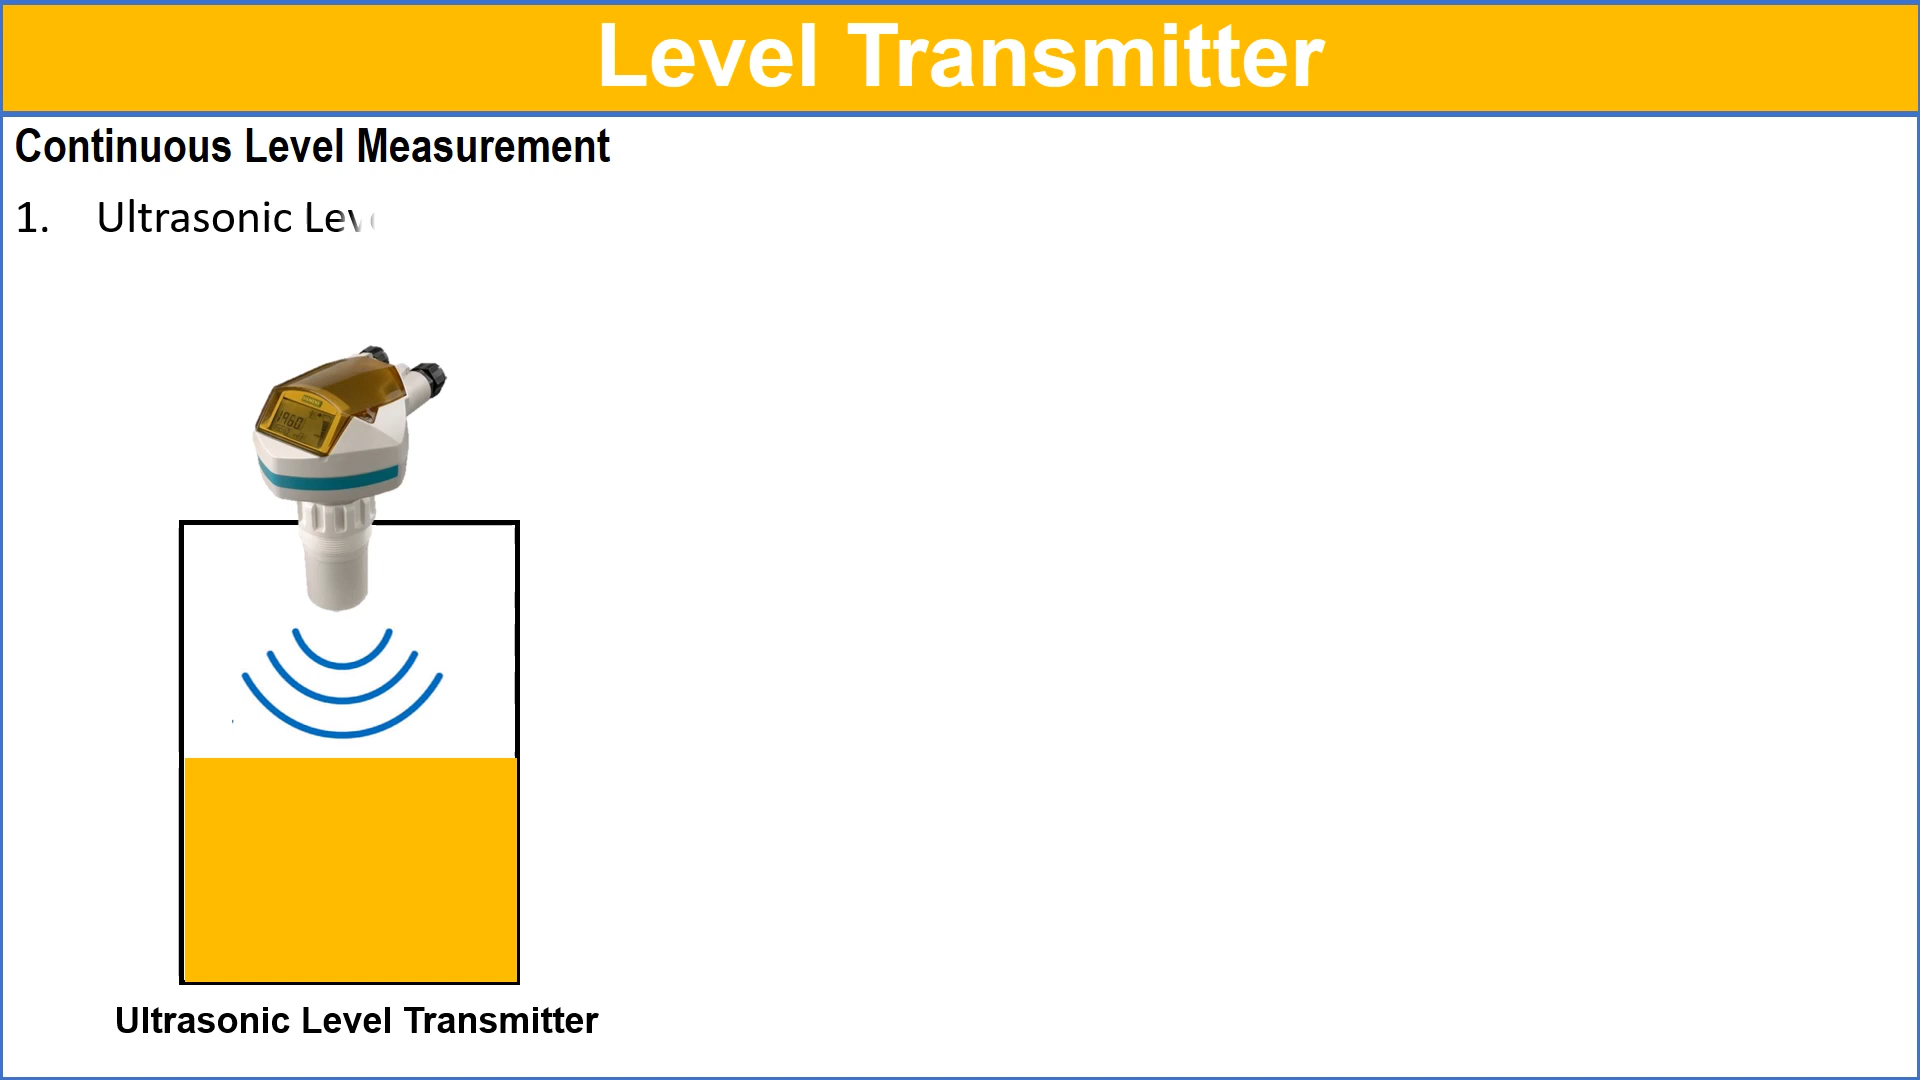 Level Transmitter
Continuous Level Measurement
1. Ultrasonic Lev
Ultrasonic Level Transmitter